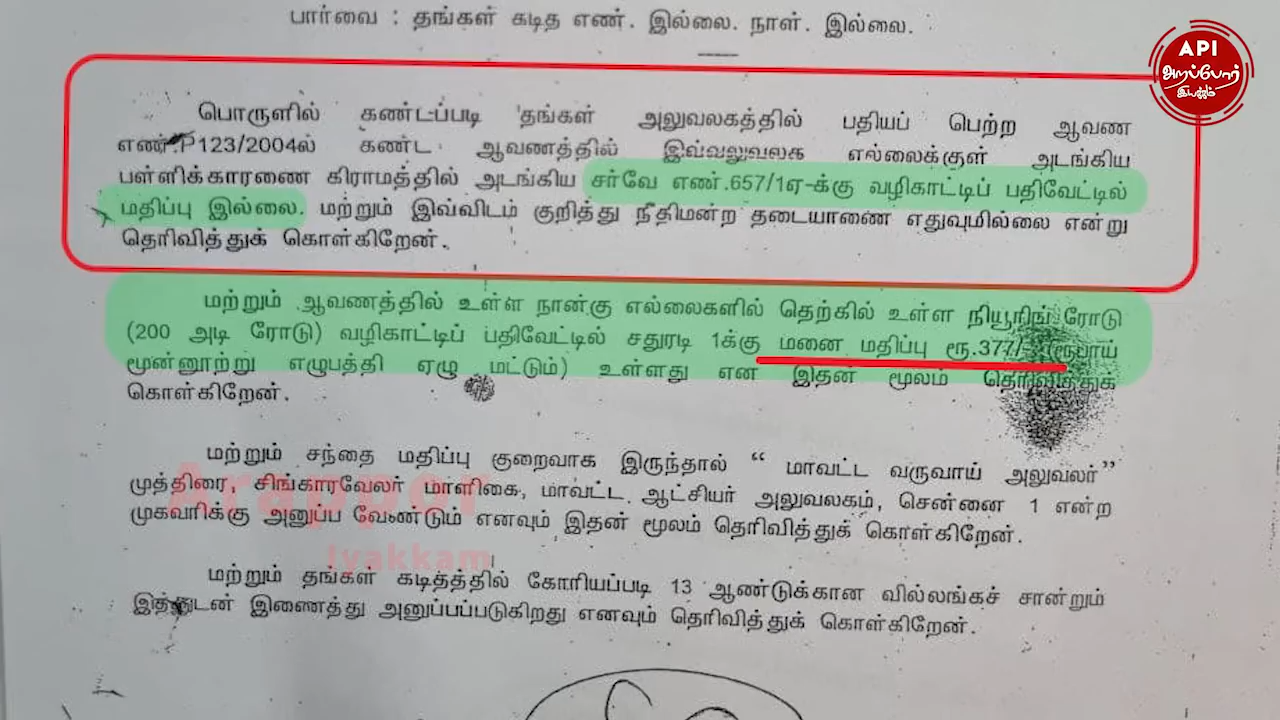 பார்வை : தங்கள் கடித எண். இல்லை. நாள். இல்லை.
API
அறப்போர்
இயக்கம்
பொருளில் கண்டப்படி தங்கள் அலுவலகத்தில் பதியப் பெற்ற ஆவண
எண்.P123/2004ல் கண்ட ஆவணத்தில் இவ்வலுவலக எல்லைக்குள் அடங்கிய
பள்ளிக்காரணை கிராமத்தில் அடங்கிய சர்வே எண்.657/1ஏ-க்கு வழிகாட்டிப் பதிவேட்டில்
மதிப்பு இல்லை. மற்றும் இவ்விடம் குறித்து நீதிமன்ற தடையாணை எதுவுமில்லை என்று
தெரிவித்துக் கொள்கிறேன்.
மற்றும் ஆவணத்தில் உள்ள நான்கு எல்லைகளில் தெற்கில் உள்ள நியூரிங் ரோடு
(200 அடி ரோடு) வழிகாட்டிப் பதிவேட்டில் சதுரடி 1க்கு மனை மதிப்பு ரூ.377/- (ரூபாய்
மூன்னூற்று எழுபத்தி ஏழு மட்டும்) உள்ளது என இதன் மூலம் தெரிவித்துக்
கொள்கிறேன்.
மற்றும் சந்தை மதிப்பு குறைவாக இருந்தால் “ மாவட்ட வருவாய் அலுவலர்”
முத்திரை, சிங்காரவேலர் மாளிகை, மாவட்ட ஆட்சியர் அலுவலகம், சென்னை 1 என்ற
முகவரிக்கு அனுப்ப வேண்டும் எனவும் இதன் மூலம் தெரிவித்துக் கொள்கிறேன்.
Arappor
Iyakkam
மற்றும் தங்கள் கடித்த்தில் கோரியப்படி 13 ஆண்டுக்கான வில்லங்கச் சான்றும்
இத்துடன் இணைத்து அனுப்பப்படுகிறது எனவும் தெரிவித்துக் கொள்கிறேன்.